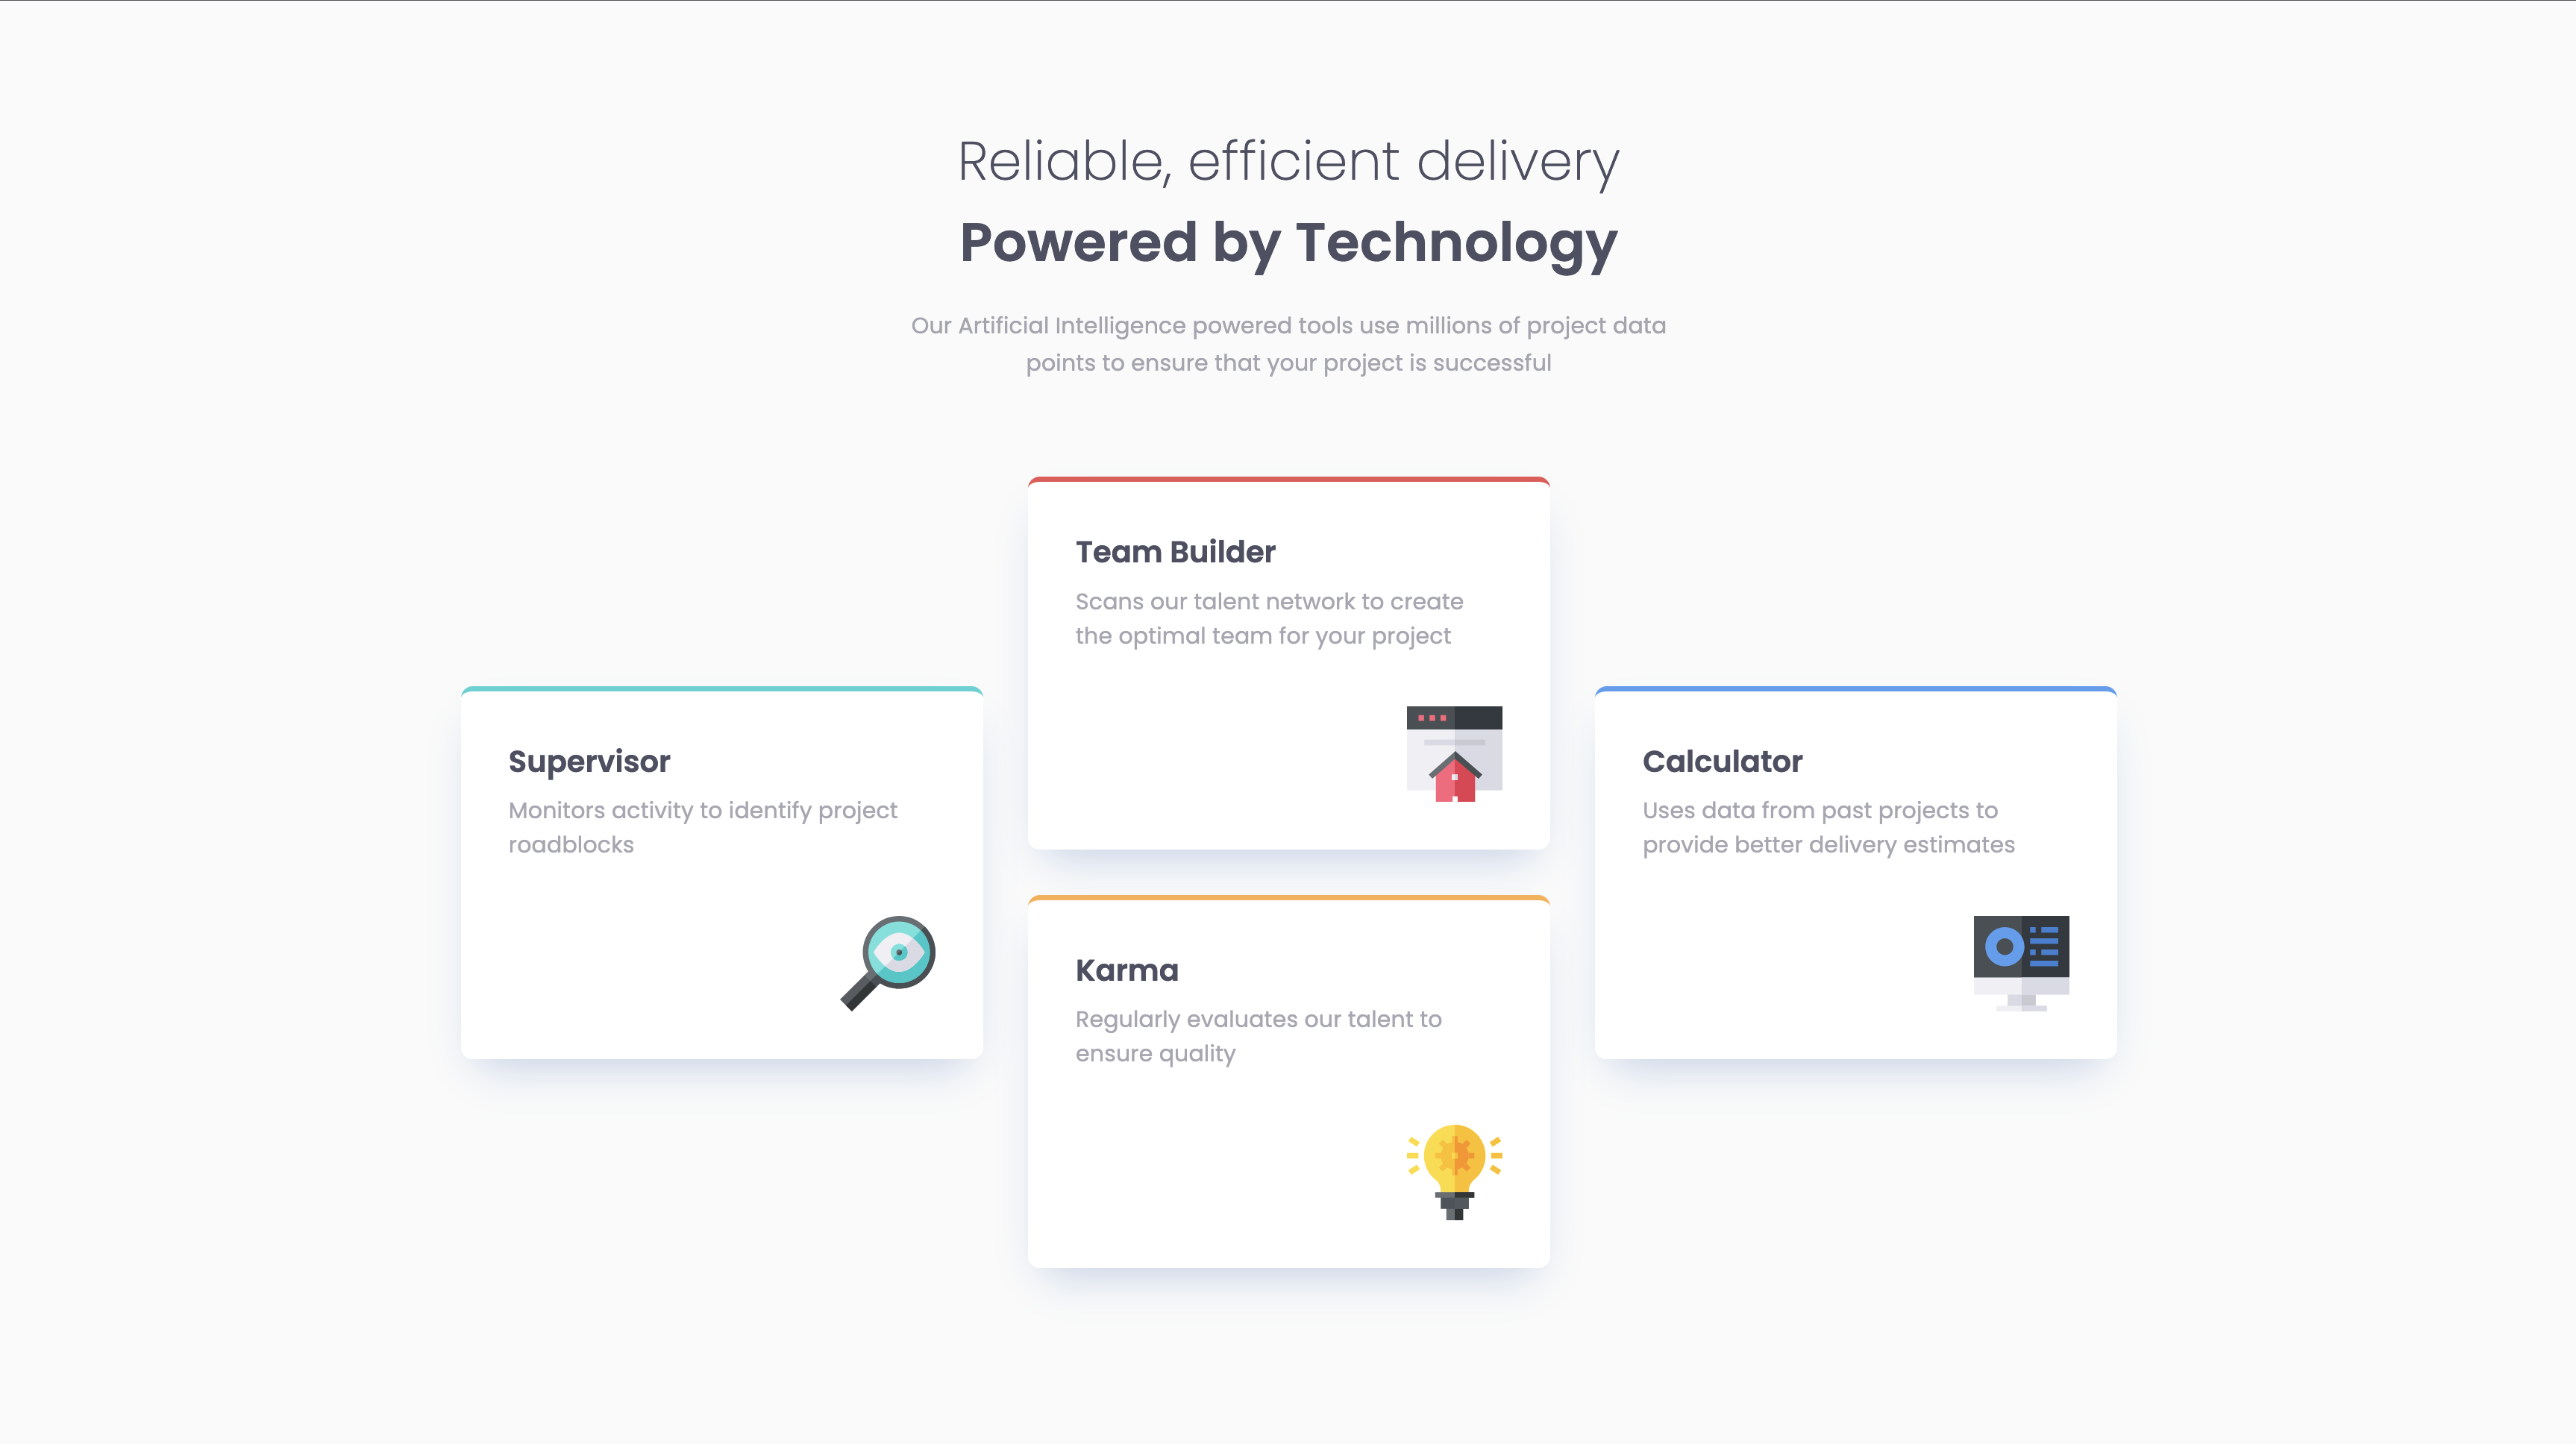 Reliable, efficient delivery
Powered by Technology
Our Artificial Intelligence powered tools use millions of project data
points to ensure that your project is successful
Supervisor
Monitors activity to identify project
roadblocks
Team Builder
Scans our talent network to create
the optimal team for your project
Karma
Regularly evaluates our talent to
ensure quality
Calculator
Uses data from past projects to
provide better delivery estimates